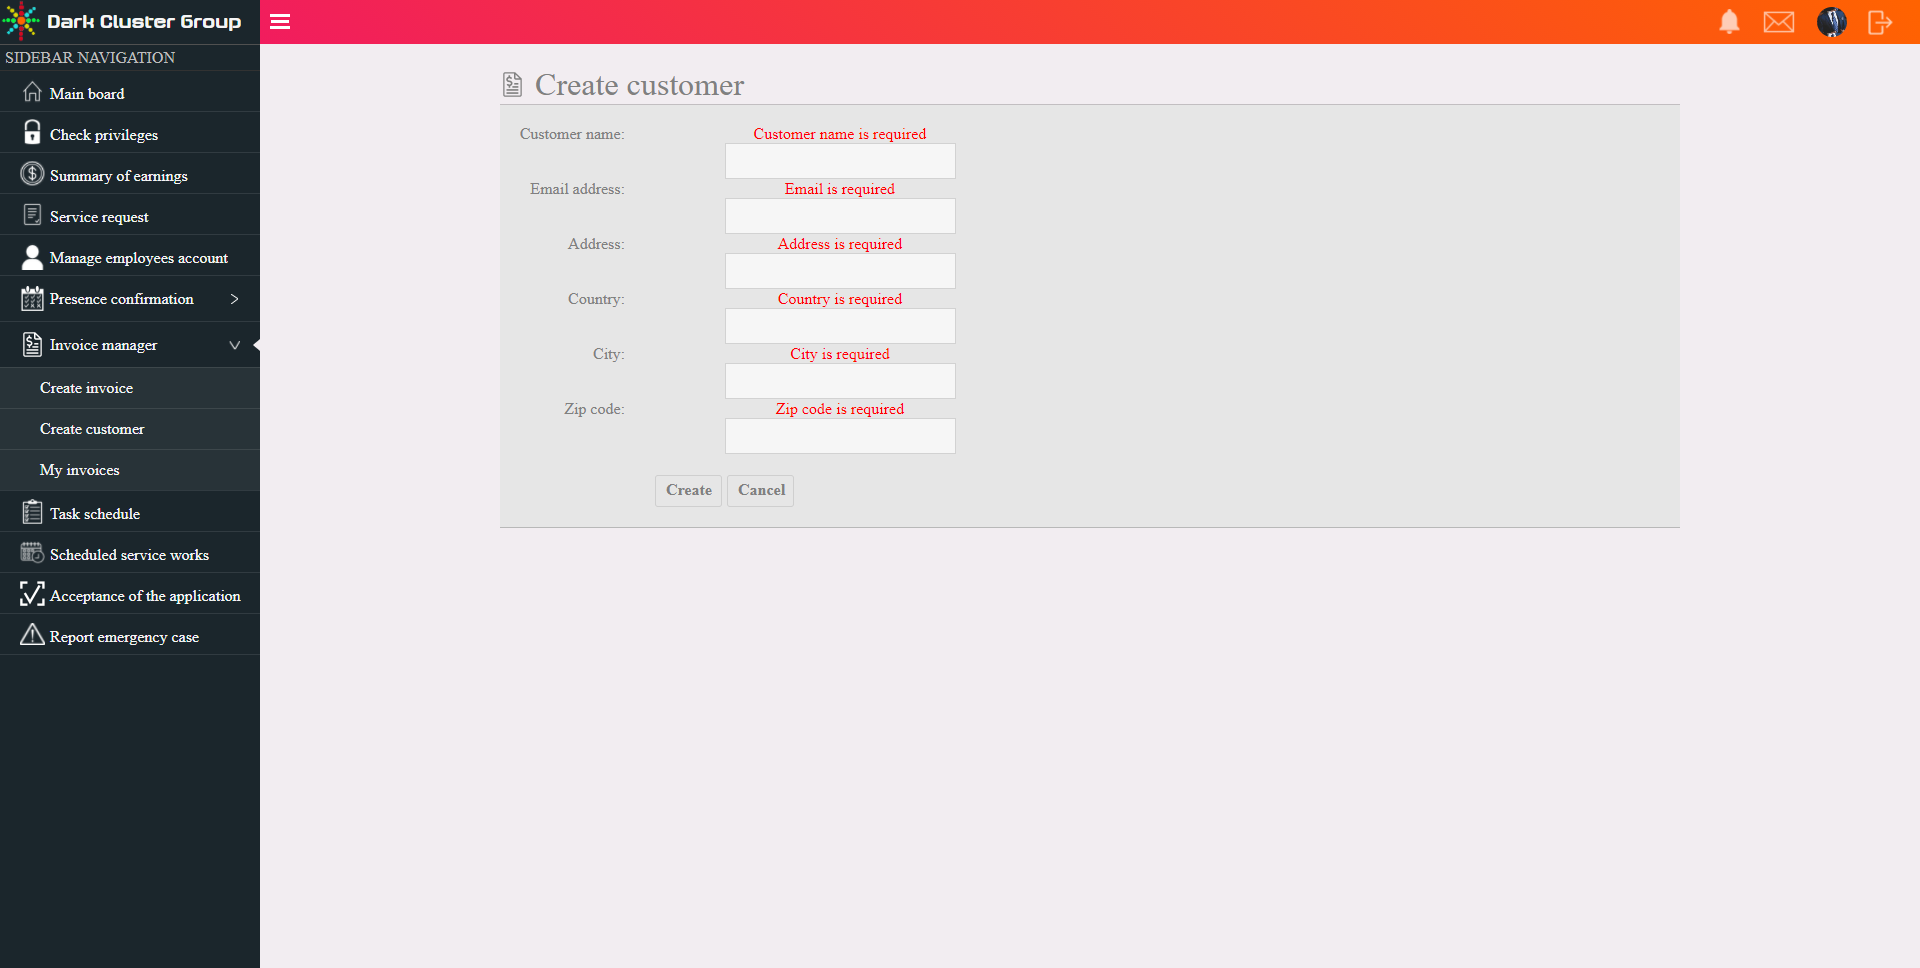 Dark Cluster Group
SIDEBAR NAVIGATION
Main board
Check privileges
Summary of earnings
Service request
Manage employees account
Presence confirmation
Invoice manager
Create invoice
Create customer
My invoices
Task schedule
Scheduled service works
Acceptance of the application
Report emergency case
Create customer
Customer name: Customer name is required
Email address: Email is required
Address: Address is required
Country: Country is required
City: City is required
Zip code: Zip code is required
Create Cancel